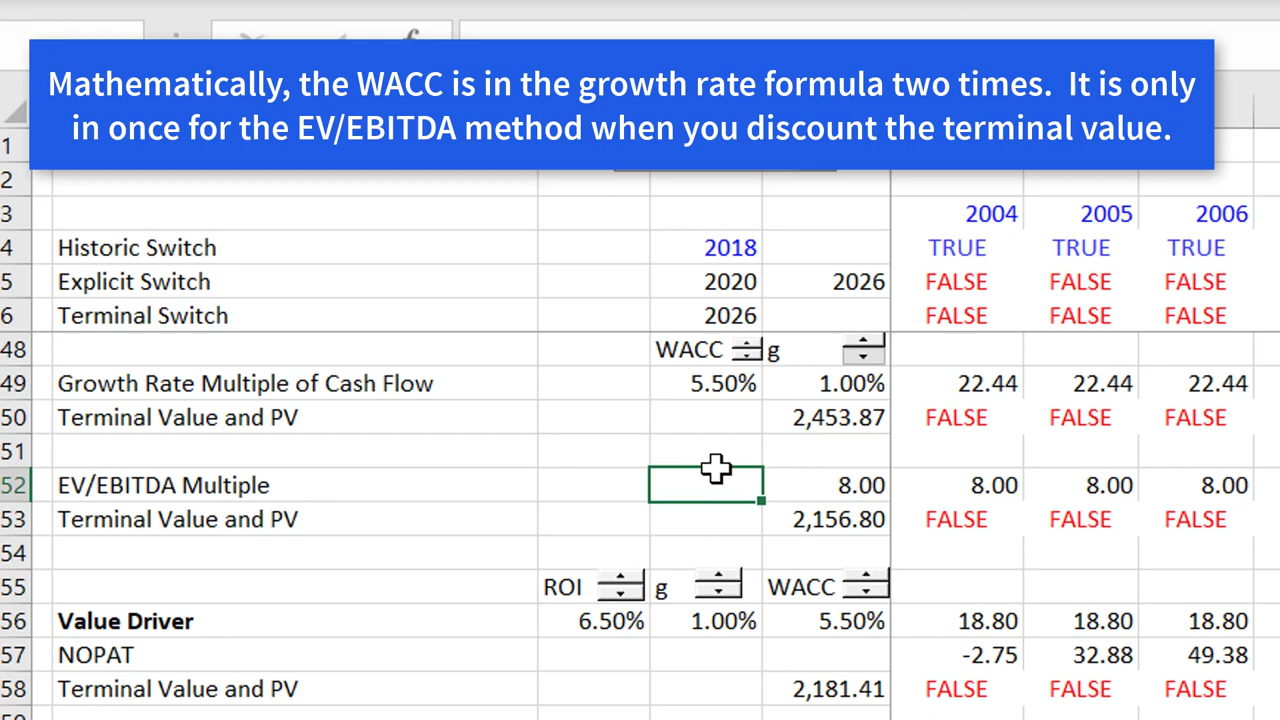 Mathematically, the WACC is in the growth rate formula two times.  It is only
in once for the EV/EBITDA method when you discount the terminal value.
1
2
3 2004 2005 2006
4 Historic Switch 2018 TRUE TRUE TRUE
5 Explicit Switch 2020 2026 FALSE FALSE FALSE
6 Terminal Switch 2026 FALSE FALSE FALSE
48 WACC g
49 Growth Rate Multiple of Cash Flow 5.50% 1.00% 22.44 22.44 22.44
50 Terminal Value and PV 2,453.87 FALSE FALSE FALSE
51
52 EV/EBITDA Multiple 8.00 8.00 8.00 8.00
53 Terminal Value and PV 2,156.80 FALSE FALSE FALSE
54
55 ROI g WACC
56 Value Driver 6.50% 1.00% 5.50% 18.80 18.80 18.80
57 NOPAT -2.75 32.88 49.38
58 Terminal Value and PV 2,181.41 FALSE FALSE FALSE